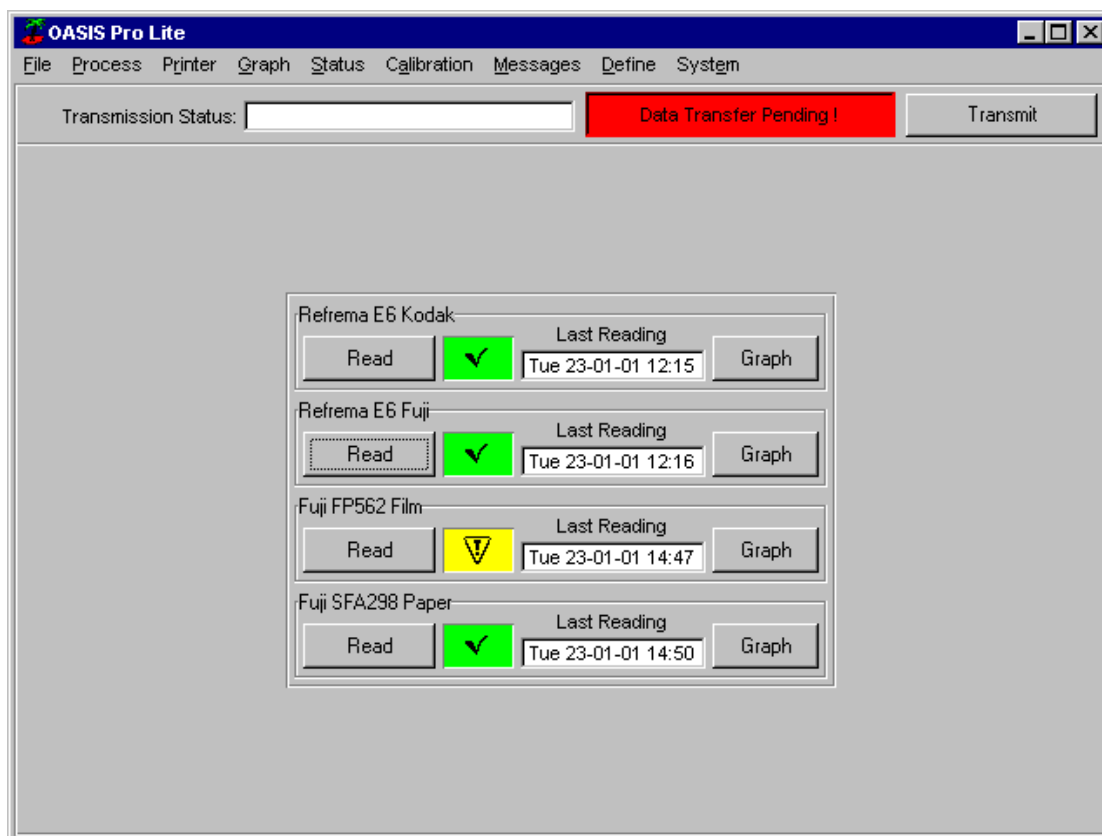 OASIS Pro Lite
File Process Printer Graph Status Calibration Messages Define System
Transmission Status: Data Transfer Pending ! Transmit
Refrema E6 Kodak
Last Reading
Read Tue 23-01-01 12:15 Graph
Refrema E6 Fuji
Last Reading
Read Tue 23-01-01 12:16 Graph
Fuji FP562 Film
Last Reading
Read Tue 23-01-01 14:47 Graph
Fuji SFA298 Paper
Last Reading
Read Tue 23-01-01 14:50 Graph